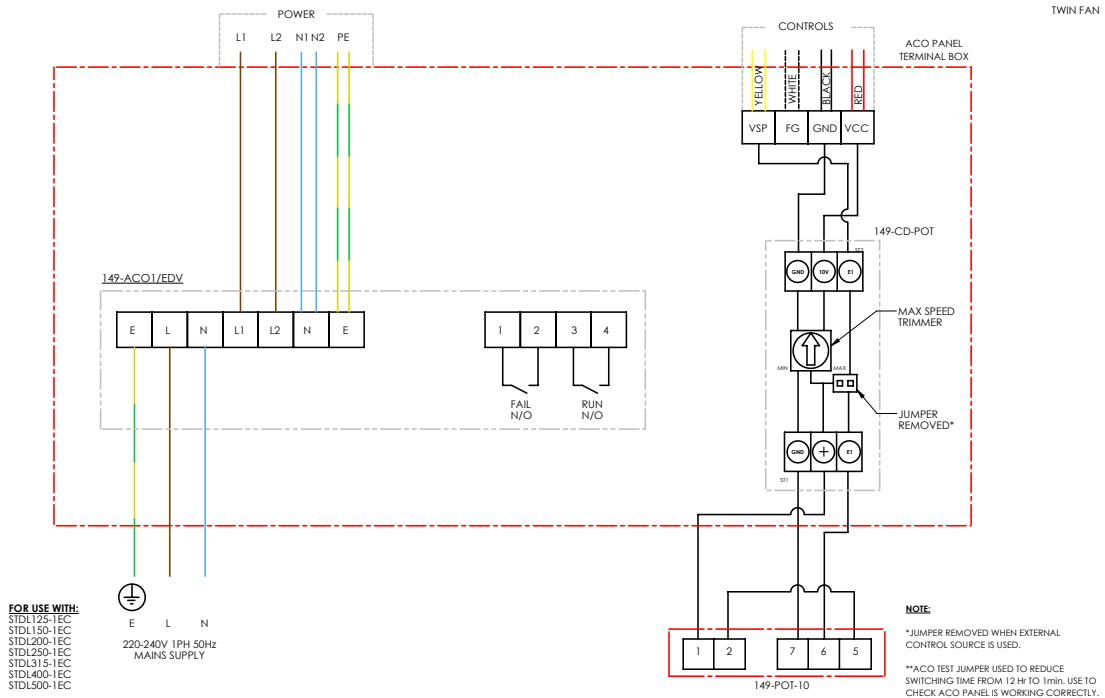 TWIN FAN
POWER
L1 L2 N1 N2 PE
CONTROLS
YELLOW
WHITE
BLACK
RED
VSP FG GND VCC
ACO PANEL
TERMINAL BOX
149-CD-POT
ST2
GND 10V E1
MAX SPEED
TRIMMER
MIN
MAX
JUMPER
REMOVED*
GND + E1
ST1
149-ACO1/EDV
E L N L1 L2 N E
1 2 3 4
FAIL
N/O
RUN
N/O
E L N
220-240V 1PH 50Hz
MAINS SUPPLY
FOR USE WITH:
STDL125-1EC
STDL150-1EC
STDL200-1EC
STDL250-1EC
STDL315-1EC
STDL400-1EC
STDL500-1EC
1 2 7 6 5
149-POT-10
NOTE:
*JUMPER REMOVED WHEN EXTERNAL
CONTROL SOURCE IS USED.
**ACO TEST JUMPER USED TO REDUCE
SWITCHING TIME FROM 12 Hr TO 1min. USE TO
CHECK ACO PANEL IS WORKING CORRECTLY.